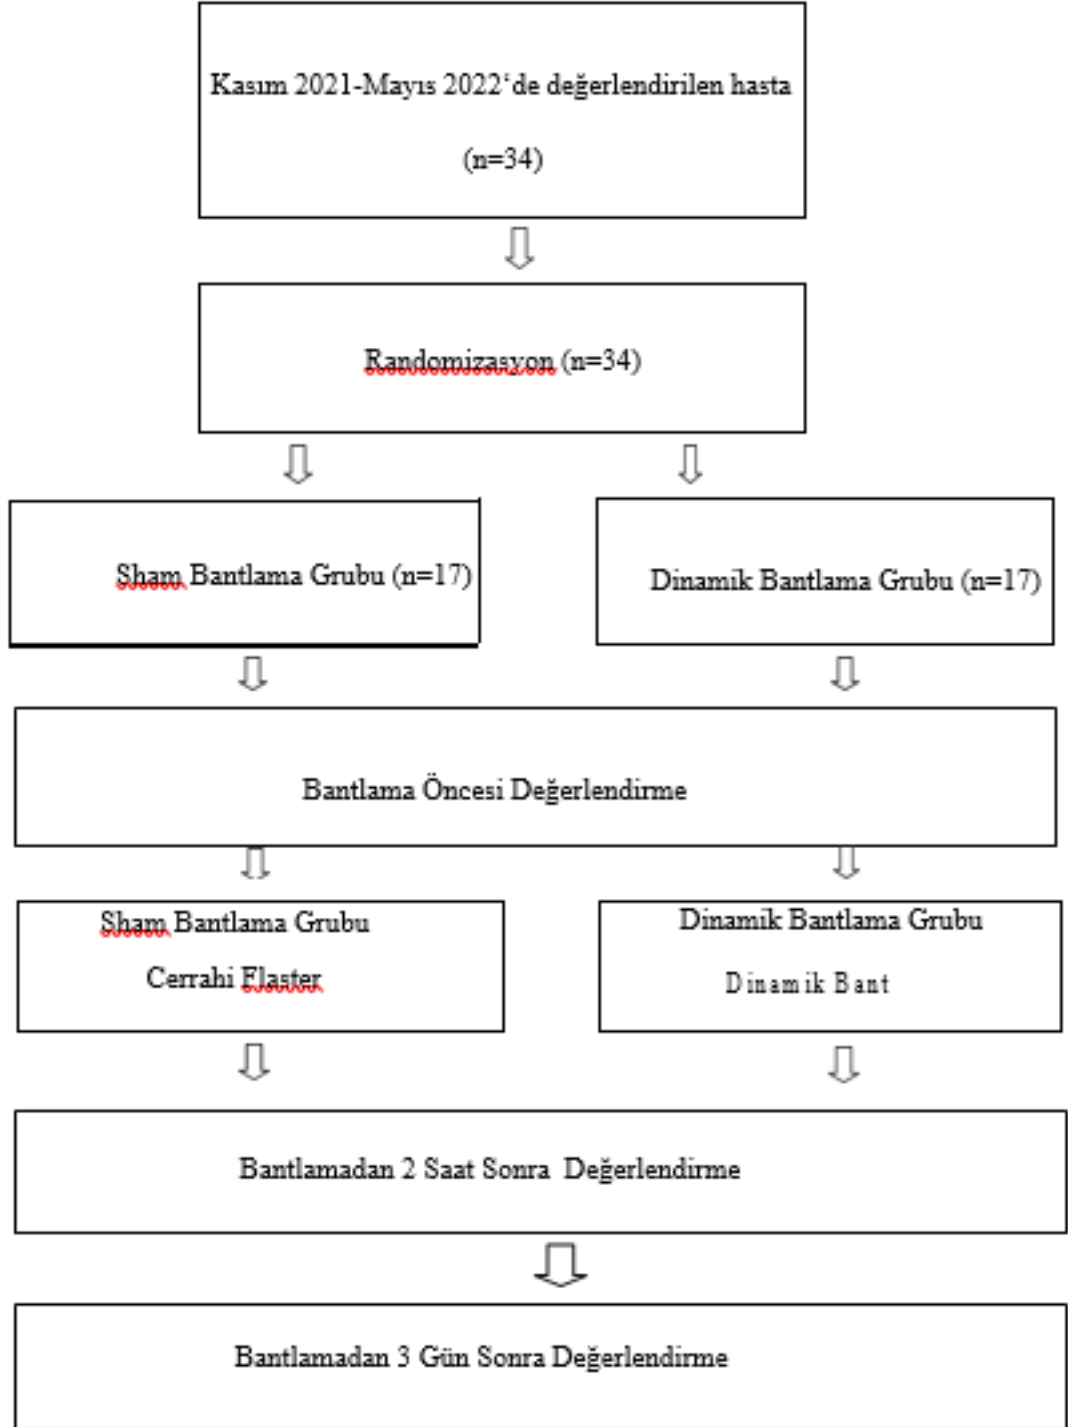 Kasım 2021-Mayıs 2022‘de değerlendirilen hasta
(n=34)
Randomizasyon (n=34)
Sham Bantlama Grubu (n=17)
Dinamik Bantlama Grubu (n=17)
Bantlama Öncesi Değerlendirme
Sham Bantlama Grubu
Cerrahi Flaster
Dinamik Bantlama Grubu
Dinamik Bant
Bantlamadan 2 Saat Sonra Değerlendirme
Bantlamadan 3 Gün Sonra Değerlendirme